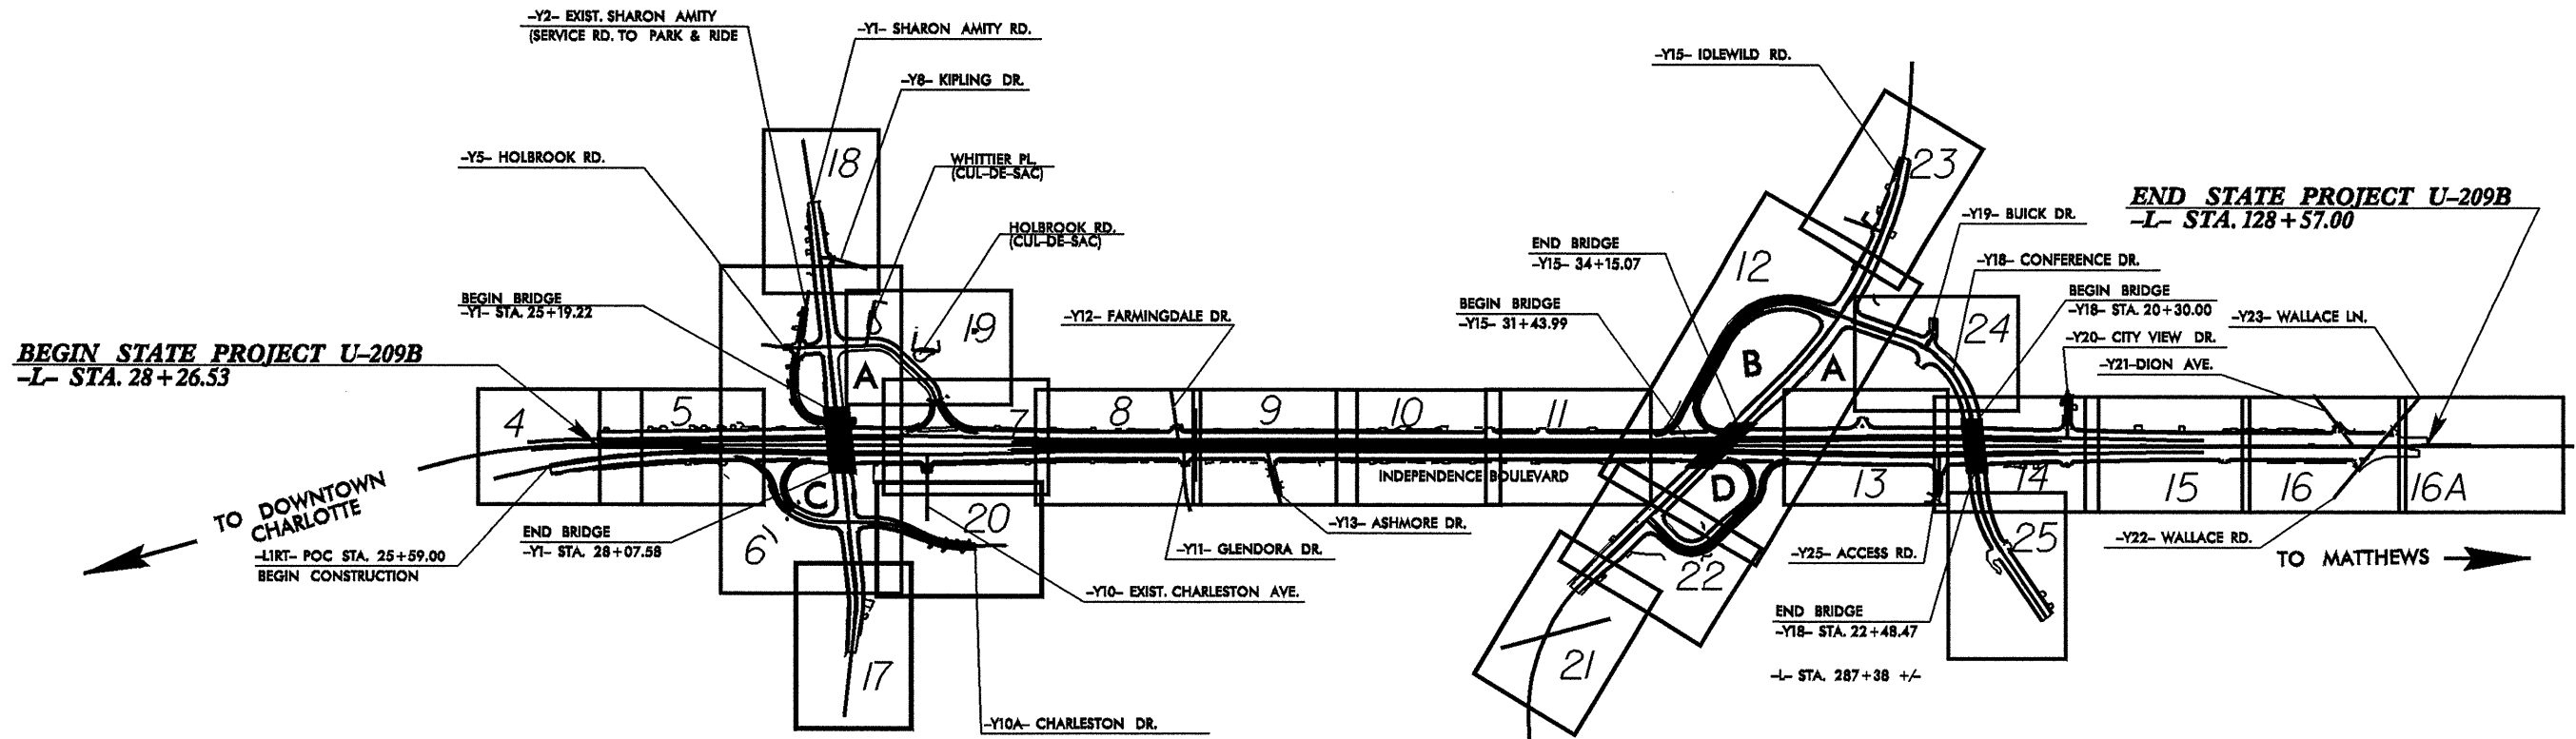 -Y2- EXIST. SHARON AMITY
(SERVICE RD. TO PARK & RIDE
-Y1- SHARON AMITY RD.
-Y8- KIPLING DR.
-Y5- HOLBROOK RD.
WHITTIER PL.
(CUL-DE-SAC)
HOLBROOK RD.
(CUL-DE-SAC)
18
19
BEGIN BRIDGE
-Y1- STA. 25+19.22
BEGIN STATE PROJECT U-209B
-L- STA. 28+26.53
A
-Y12- FARMINGDALE DR.
4
5
7
8
9
10
11
INDEPENDENCE BOULEVARD
C
6
20
TO DOWNTOWN
CHARLOTTE
END BRIDGE
-Y1- STA. 28+07.58
-L1RT- POC STA. 25+59.00
BEGIN CONSTRUCTION
-Y13- ASHMORE DR.
-Y11- GLENDORA DR.
-Y10- EXIST. CHARLESTON AVE.
17
-Y10A- CHARLESTON DR.
-Y15- IDLEWILD RD.
23
END STATE PROJECT U-209B
-L- STA. 128+57.00
-Y19- BUICK DR.
END BRIDGE
-Y15- 34+15.07
12
-Y18- CONFERENCE DR.
BEGIN BRIDGE
-Y15- 31+43.99
BEGIN BRIDGE
-Y18- STA. 20+30.00
-Y23- WALLACE LN.
24
-Y20- CITY VIEW DR.
-Y21-DION AVE.
B
A
D
13
14
15
16
16A
22
25
-Y25- ACCESS RD.
-Y22- WALLACE RD.
TO MATTHEWS
END BRIDGE
-Y18- STA. 22+48.47
21
-L- STA. 287+38 +/-